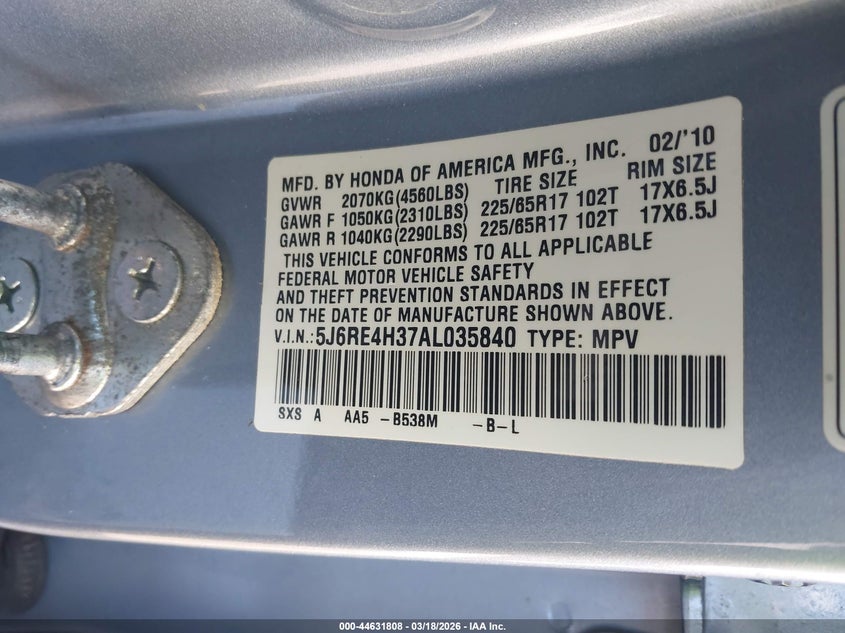 MFD. BY HONDA OF AMERICA MFG., INC. 02/'10
GVWR 2070KG(4560LBS) TIRE SIZE RIM SIZE
GAWR F 1050KG(2310LBS) 225/65R17 102T 17X6.5J
GAWR R 1040KG(2290LBS) 225/65R17 102T 17X6.5J
THIS VEHICLE CONFORMS TO ALL APPLICABLE
FEDERAL MOTOR VEHICLE SAFETY
AND THEFT PREVENTION STANDARDS IN EFFECT
ON THE DATE OF MANUFACTURE SHOWN ABOVE.
V.I.N.:5J6RE4H37AL035840 TYPE: MPV
SXS A AA5 -B538M -B-L
000-44631808 - 03/18/2026 - IAA Inc.